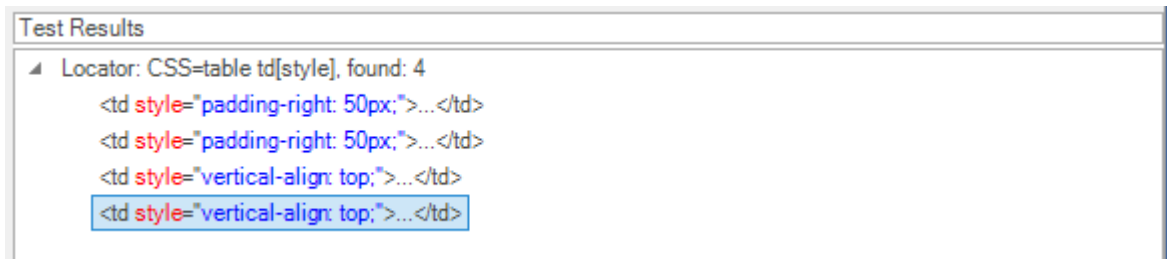 Test Results
Locator: CSS=table td[style], found: 4
<td style="padding-right: 50px;">...</td>
<td style="padding-right: 50px;">...</td>
<td style="vertical-align: top;">...</td>
<td style="vertical-align: top;">...</td>